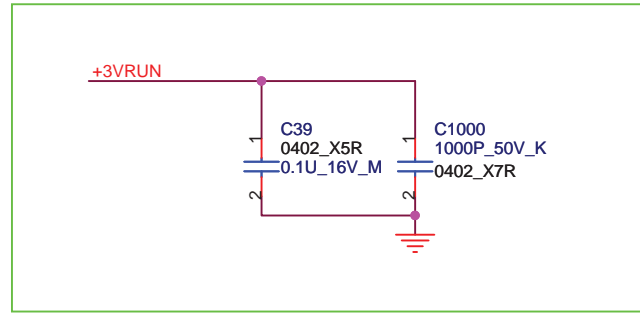 +3VRUN
1
C39
0402_X5R
0.1U_16V_M
2
1
C1000
1000P_50V_K
0402_X7R
2